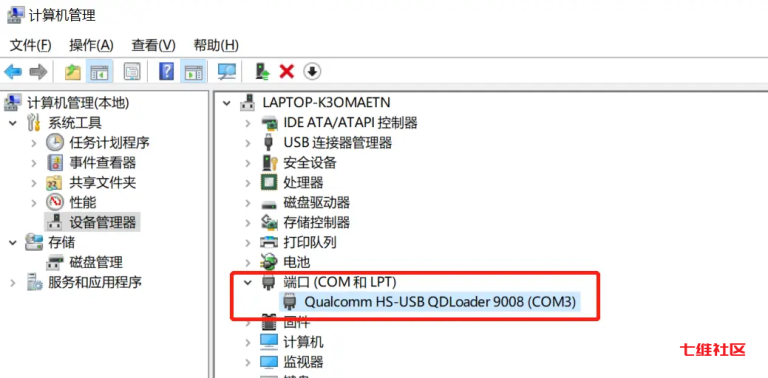 计算机管理
文件(F) 操作(A) 查看(V) 帮助(H)
计算机管理(本地)
系统工具
任务计划程序
事件查看器
共享文件夹
性能
设备管理器
存储
磁盘管理
服务和应用程序
LAPTOP-K3OMAETN
IDE ATA/ATAPI 控制器
USB 连接器管理器
安全设备
处理器
磁盘驱动器
存储控制器
打印队列
电池
端口 (COM 和 LPT)
Qualcomm HS-USB QDLoader 9008 (COM3)
固件
计算机
监视器
七维社区